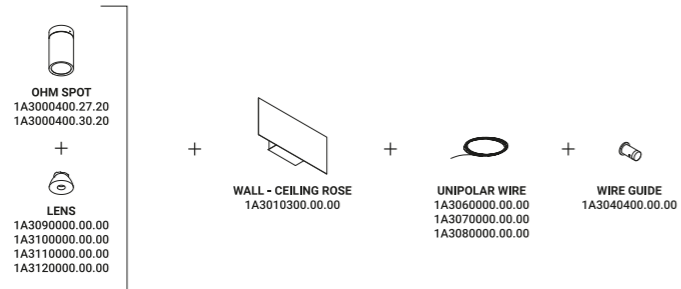 OHM SPOT
1A3000400.27.20
1A3000400.30.20
+
LENS
1A3090000.00.00
1A3100000.00.00
1A3110000.00.00
1A3120000.00.00
+
WALL - CEILING ROSE
1A3010300.00.00
+
UNIPOLAR WIRE
1A3060000.00.00
1A3070000.00.00
1A3080000.00.00
+
WIRE GUIDE
1A3040400.00.00